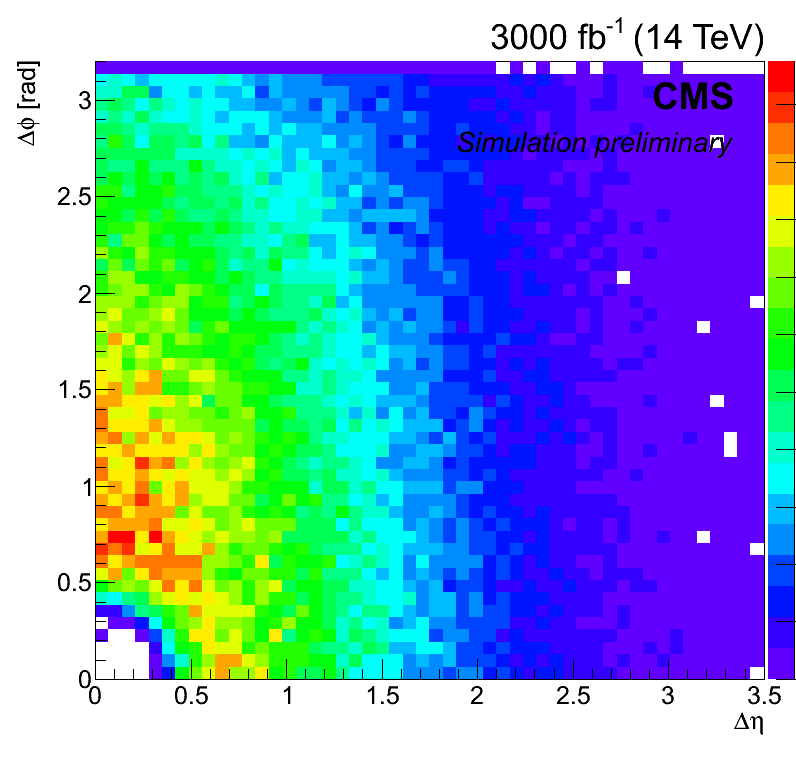 3000 fb-1 (14 TeV)
Δϕ [rad]
CMS
Simulation preliminary
3
2.5
2
1.5
1
0.5
0
0 0.5 1 1.5 2 2.5 3 3.5
Δη